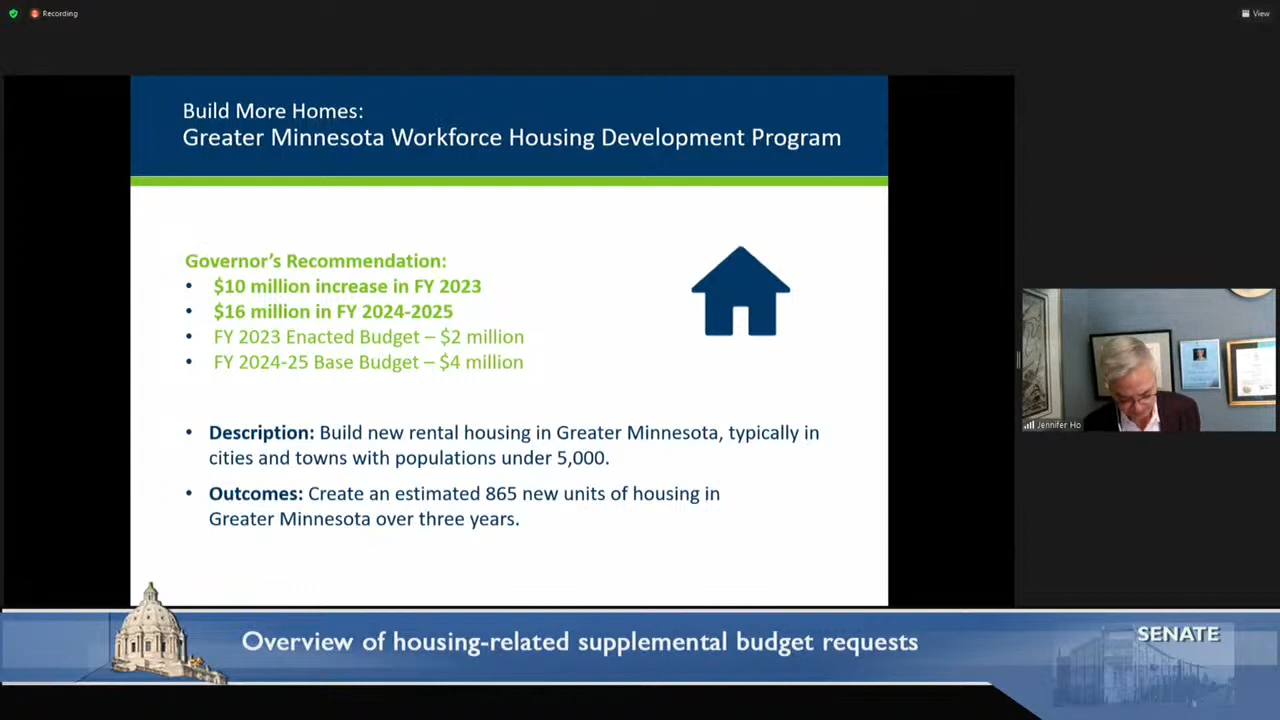 Recording
View
Build More Homes:
Greater Minnesota Workforce Housing Development Program
Governor's Recommendation:
• $10 million increase in FY 2023
• $16 million in FY 2024-2025
• FY 2023 Enacted Budget – $2 million
• FY 2024-25 Base Budget – $4 million
• Description: Build new rental housing in Greater Minnesota, typically in
cities and towns with populations under 5,000.
• Outcomes: Create an estimated 865 new units of housing in
Greater Minnesota over three years.
Jennifer Ho
Overview of housing-related supplemental budget requests
SENATE